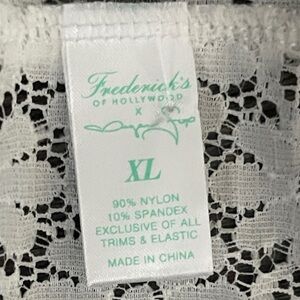 Frederick's
OF HOLLYWOOD
X
XL
90% NYLON
10% SPANDEX
EXCLUSIVE OF ALL
TRIMS & ELASTIC
MADE IN CHINA